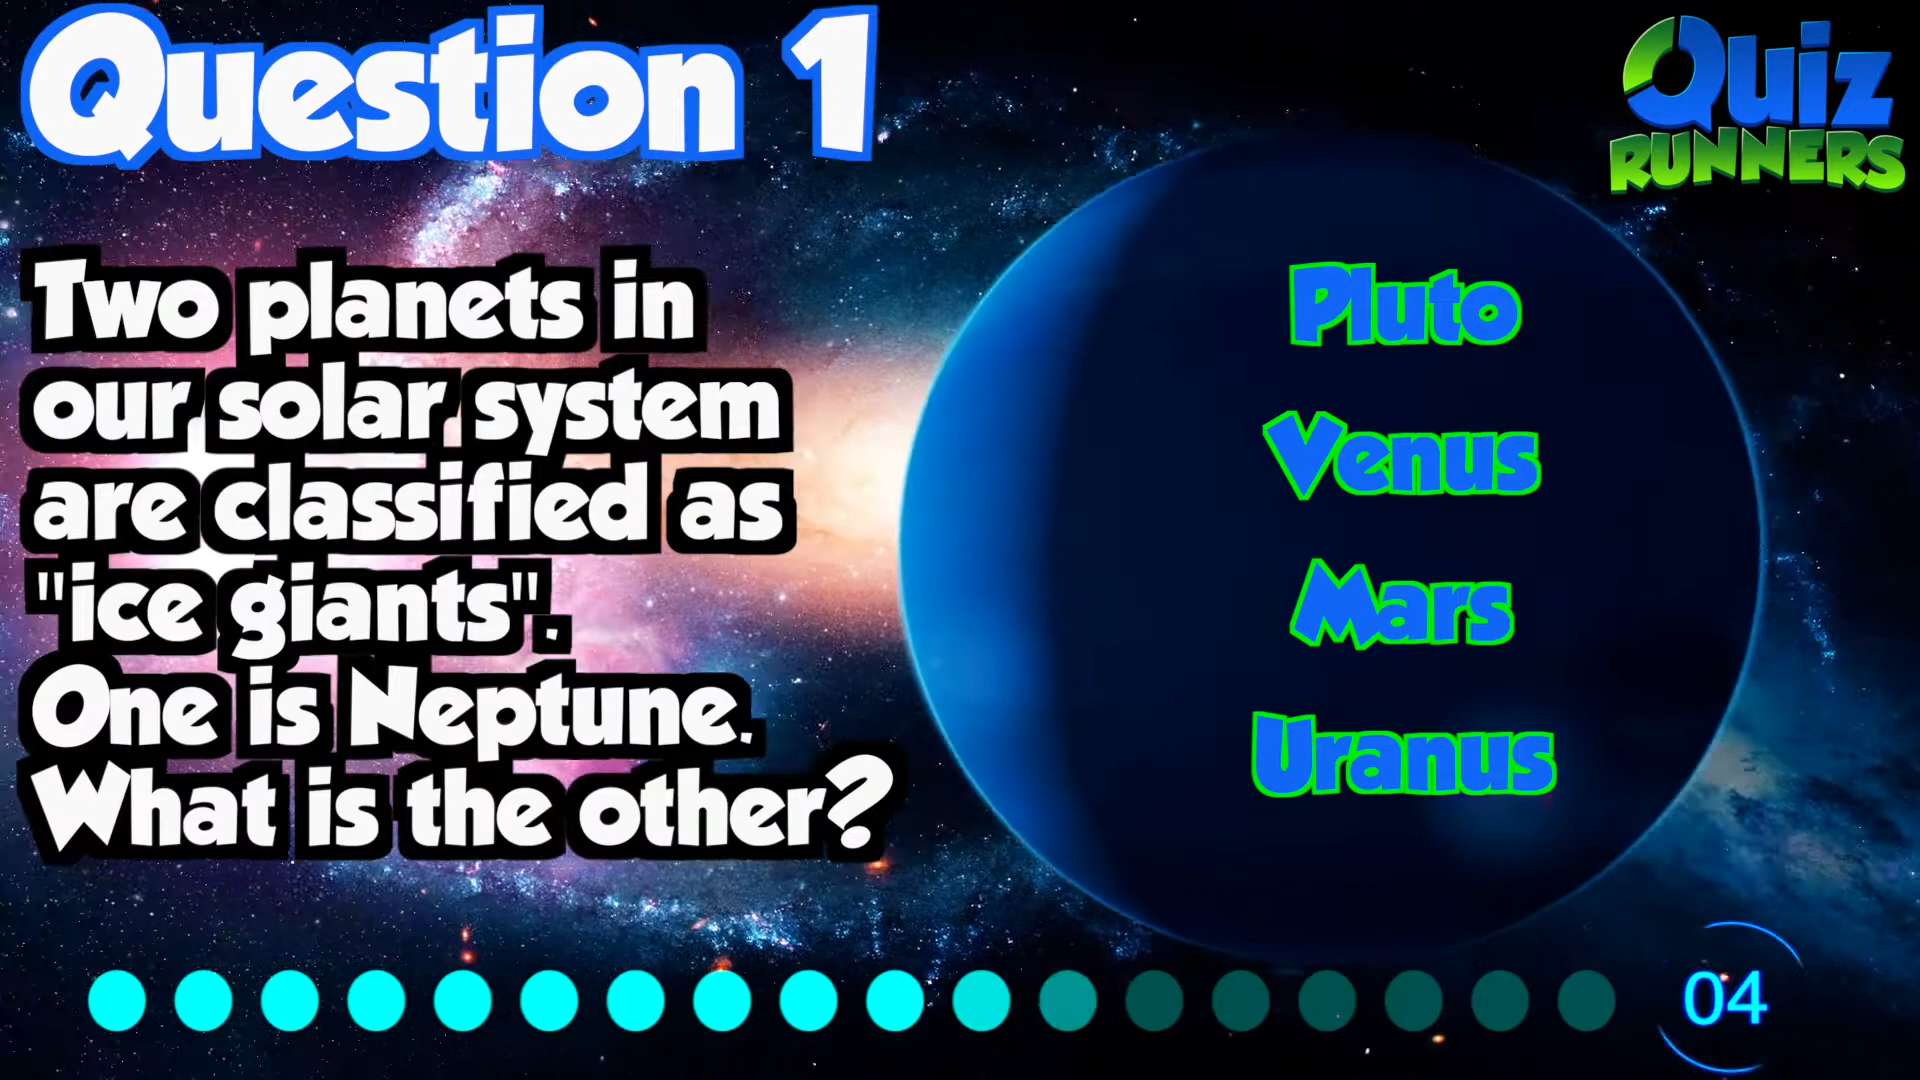 Question 1
Quiz
RUNNERS
Two planets in
our solar system
are classified as
"ice giants".
One is Neptune.
What is the other?
Pluto
Venus
Mars
Uranus
04